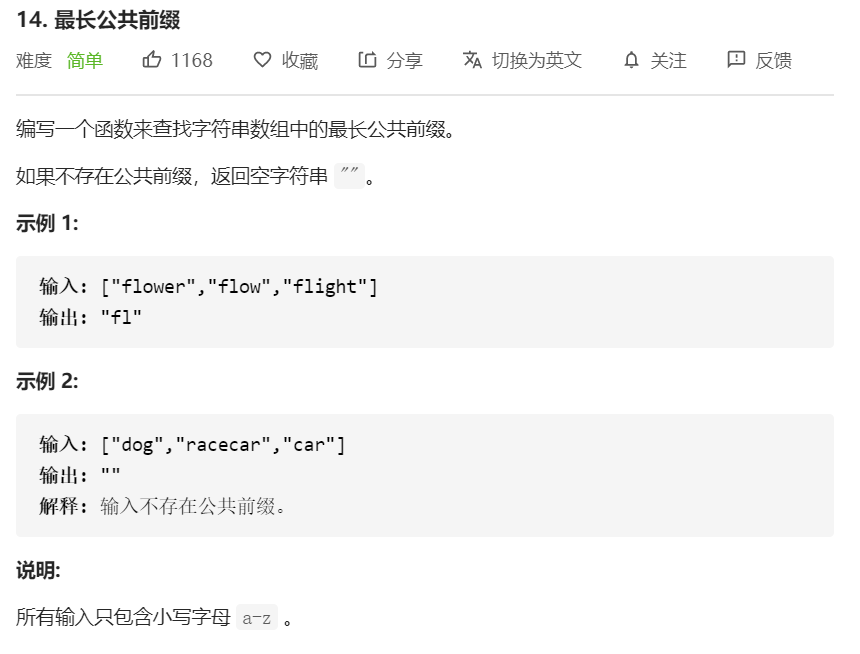 14. 最长公共前缀
难度 简单 1168 收藏 分享 切换为英文 关注 反馈
编写一个函数来查找字符串数组中的最长公共前缀。
如果不存在公共前缀，返回空字符串 ""。
示例 1:
输入: ["flower","flow","flight"]
输出: "fl"
示例 2:
输入: ["dog","racecar","car"]
输出: ""
解释: 输入不存在公共前缀。
说明:
所有输入只包含小写字母 a-z 。